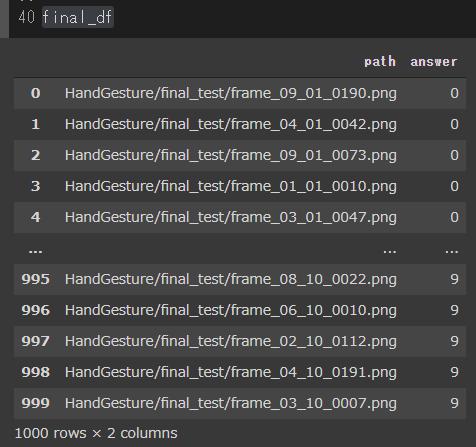 40 final_df
path answer
0 HandGesture/final_test/frame_09_01_0190.png 0
1 HandGesture/final_test/frame_04_01_0042.png 0
2 HandGesture/final_test/frame_09_01_0073.png 0
3 HandGesture/final_test/frame_01_01_0010.png 0
4 HandGesture/final_test/frame_03_01_0047.png 0
... ... ...
995 HandGesture/final_test/frame_08_10_0022.png 9
996 HandGesture/final_test/frame_06_10_0010.png 9
997 HandGesture/final_test/frame_02_10_0112.png 9
998 HandGesture/final_test/frame_04_10_0191.png 9
999 HandGesture/final_test/frame_03_10_0007.png 9
1000 rows × 2 columns